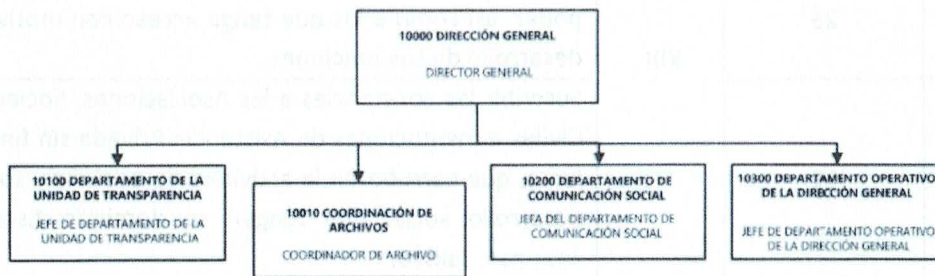 10000 DIRECCIÓN GENERAL
DIRECTOR GENERAL
10100 DEPARTAMENTO DE LA
UNIDAD DE TRANSPARENCIA
JEFE DE DEPARTAMENTO DE LA
UNIDAD DE TRANSPARENCIA
10010 COORDINACIÓN DE
ARCHIVOS
COORDINADOR DE ARCHIVO
10200 DEPARTAMENTO DE
COMUNICACIÓN SOCIAL
JEFA DEL DEPARTAMENTO DE
COMUNICACIÓN SOCIAL
10300 DEPARTAMENTO OPERATIVO
DE LA DIRECCIÓN GENERAL
JEFE DE DEPARTAMENTO OPERATIVO
DE LA DIRECCIÓN GENERAL